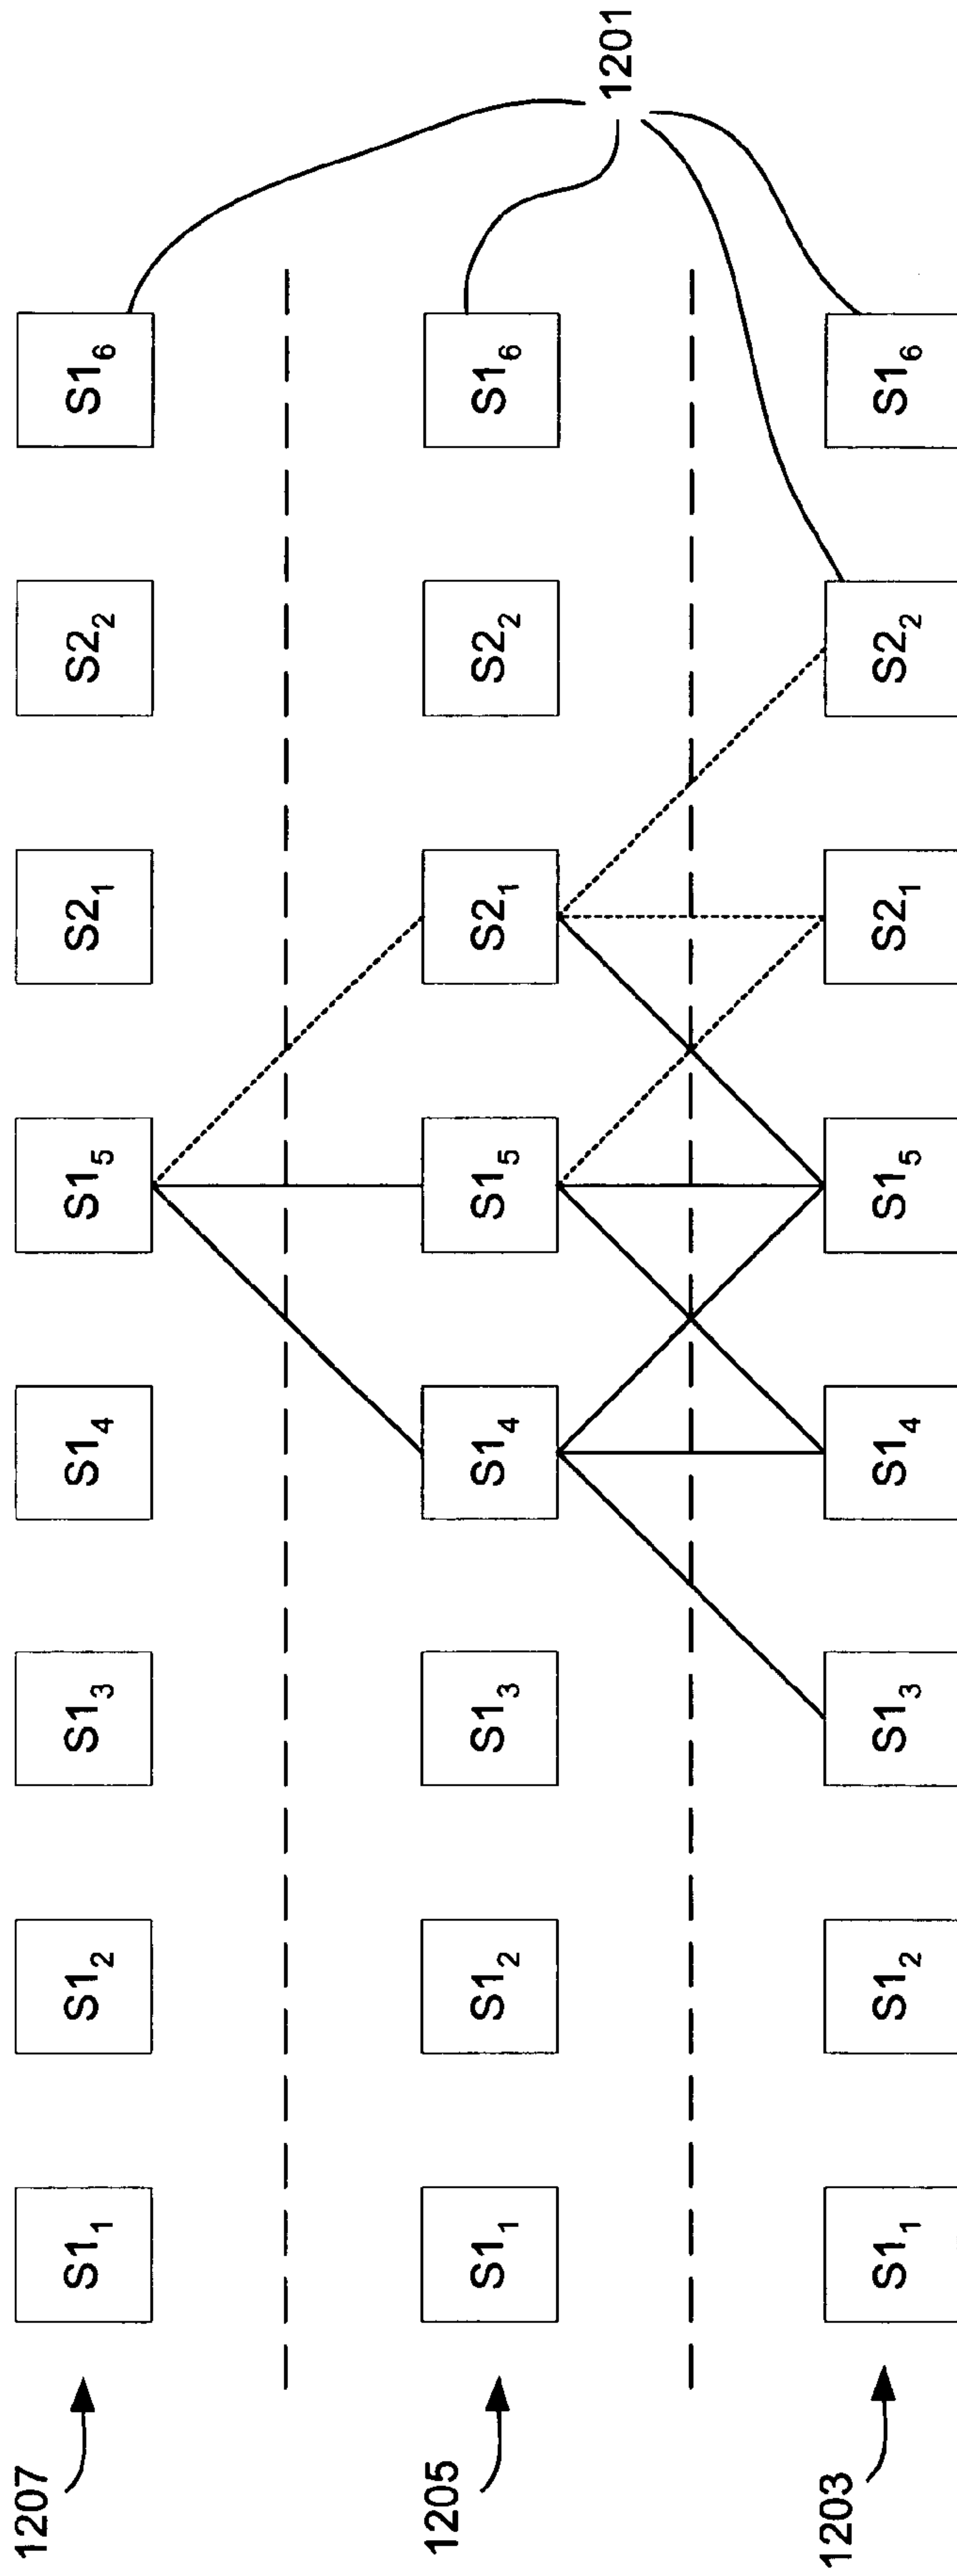 1207
S1₁ S1₂ S1₃ S1₄ S1₅ S2₁ S2₂ S1₆
1205
S1₁ S1₂ S1₃ S1₄ S1₅ S2₁ S2₂ S1₆
1201
1203
S1₁ S1₂ S1₃ S1₄ S1₅ S2₁ S2₂ S1₆